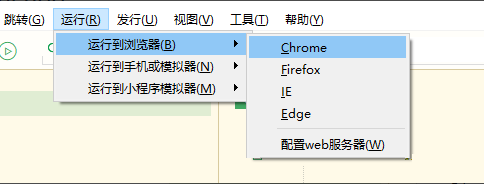 跳转(G) 运行(R) 发行(U) 视图(V) 工具(T) 帮助(Y)
运行到浏览器(B)
运行到手机或模拟器(N)
运行到小程序模拟器(M)
Chrome
Firefox
IE
Edge
配置web服务器(W)